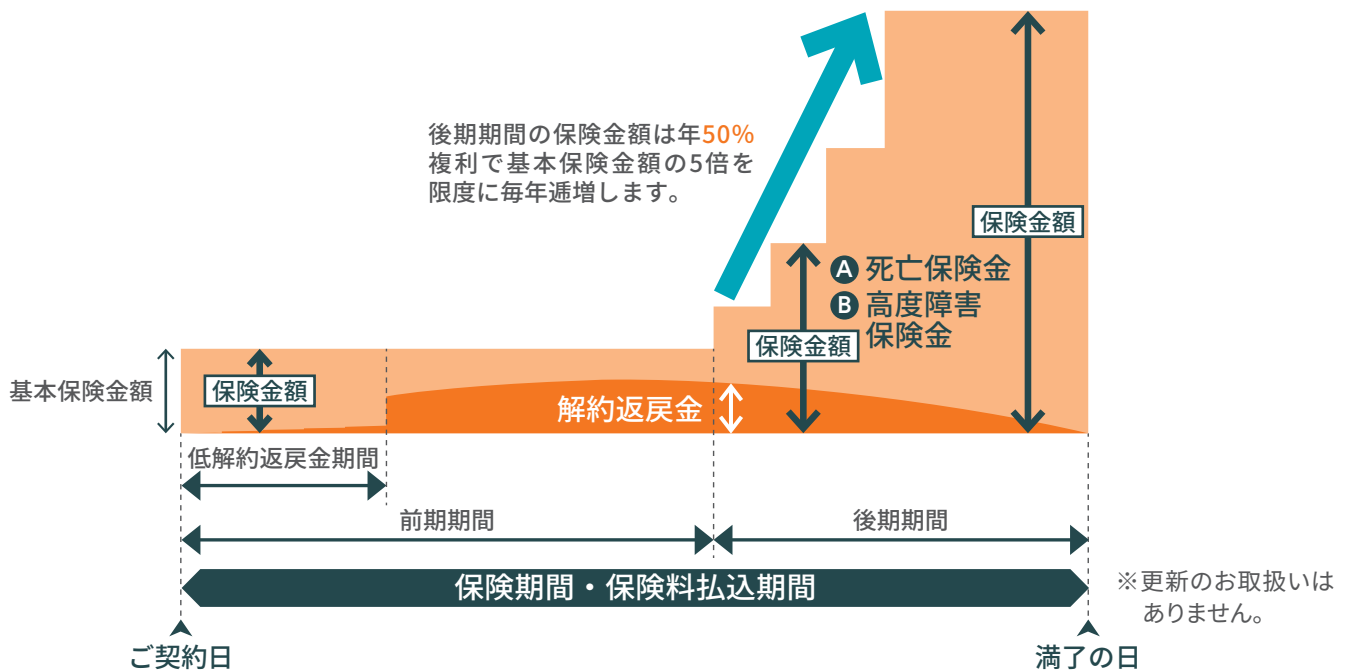 後期期間の保険金額は年50%
複利で基本保険金額の5倍を
限度に毎年逓増します。
保険金額
A 死亡保険金
B 高度障害
保険金
保険金額
基本保険金額
保険金額
解約返戻金
低解約返戻金期間
前期期間
後期期間
保険期間・保険料払込期間
※更新のお取扱いは
ありません。
ご契約日
満了の日